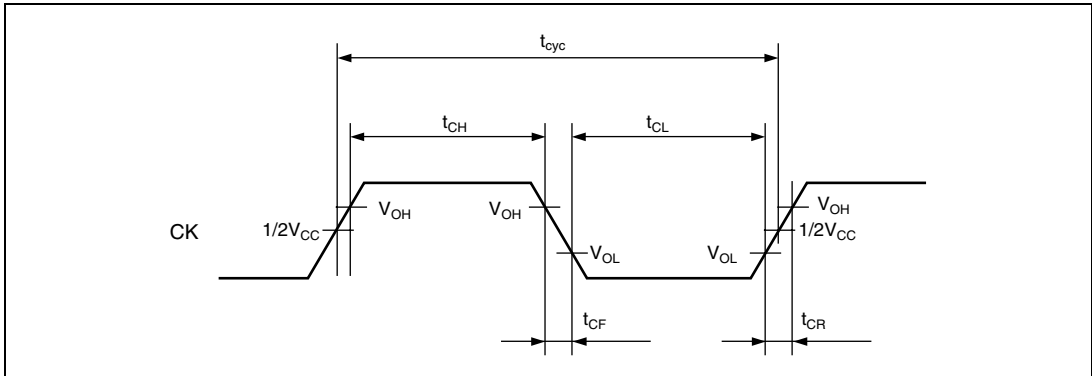 tcyc
tCH
tCL
VOH
VOH
VOH
CK
1/2VCC
1/2VCC
VOL
VOL
tCF
tCR